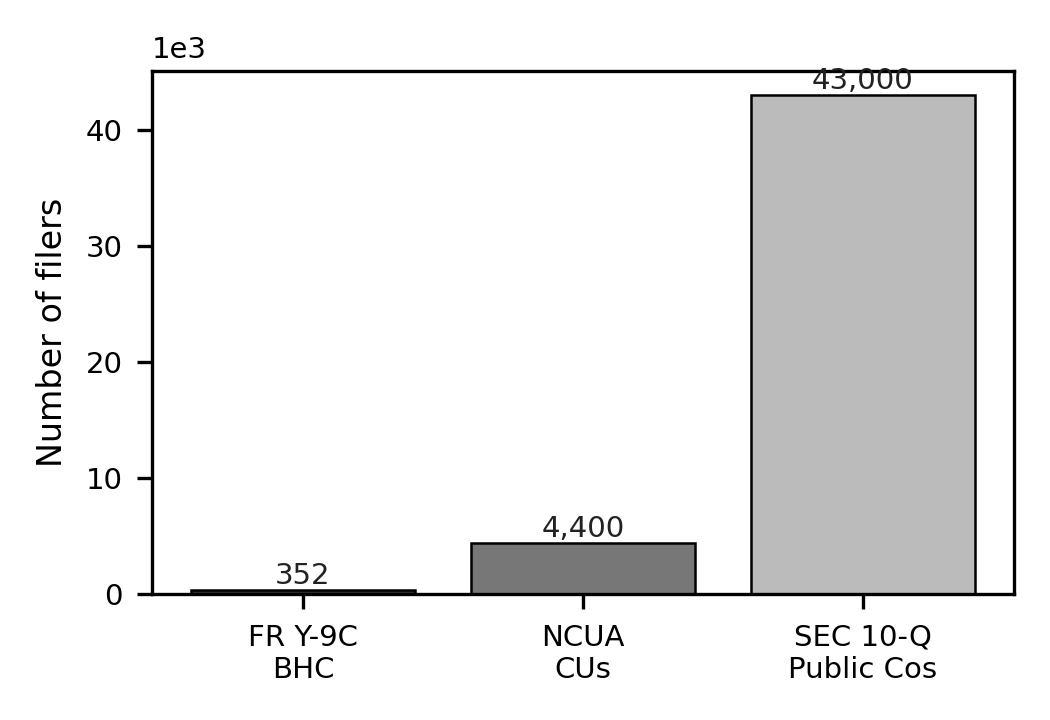 1e3
43,000
40
30
20
10
0
Number of filers
4,400
352
FR Y-9C
BHC
NCUA
CUs
SEC 10-Q
Public Cos